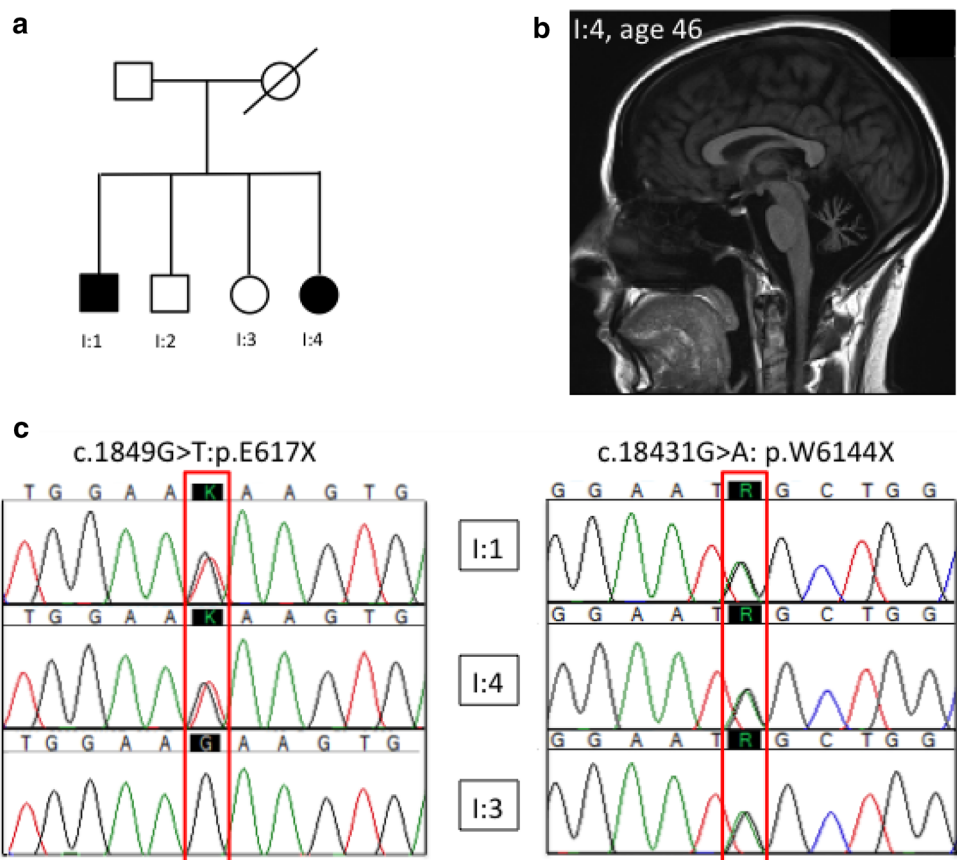 a
b
I:4, age 46
I:1 I:2 I:3 I:4
c
c.1849G>T:p.E617X
c.18431G>A: p.W6144X
T G G A A K A A G T G
G G A A T R G C T G G
I:1
T G G A A K A A G T G
G G A A T R G C T G G
I:4
T G G A A G A A G T G
G G A A T R G C T G G
I:3